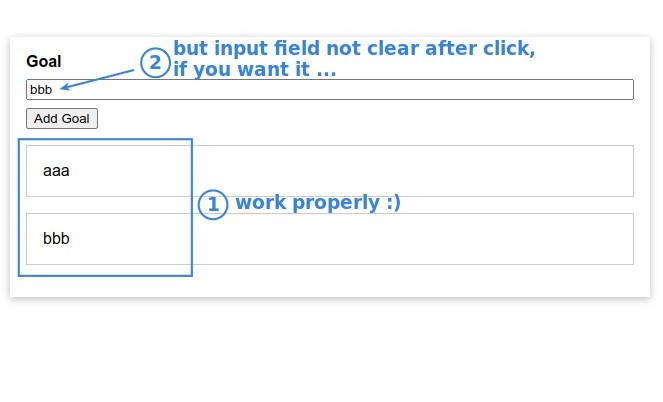 Goal
② but input field not clear after click,
if you want it ...
bbb
Add Goal
aaa
① work properly :)
bbb